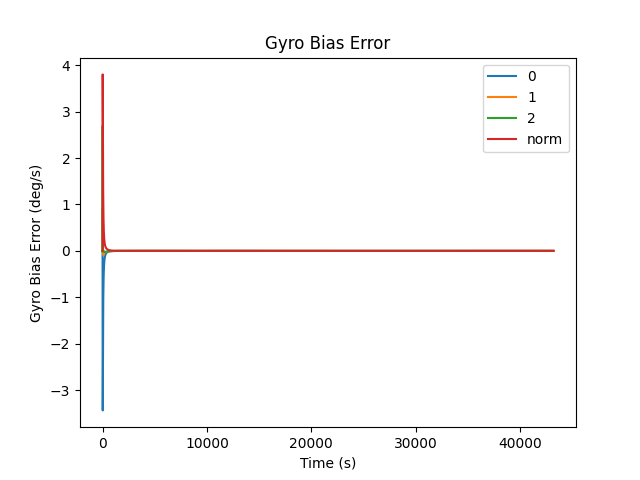 Gyro Bias Error
Gyro Bias Error (deg/s)
4
3
2
1
0
−1
−2
−3
0
1
2
norm
0 10000 20000 30000 40000
Time (s)